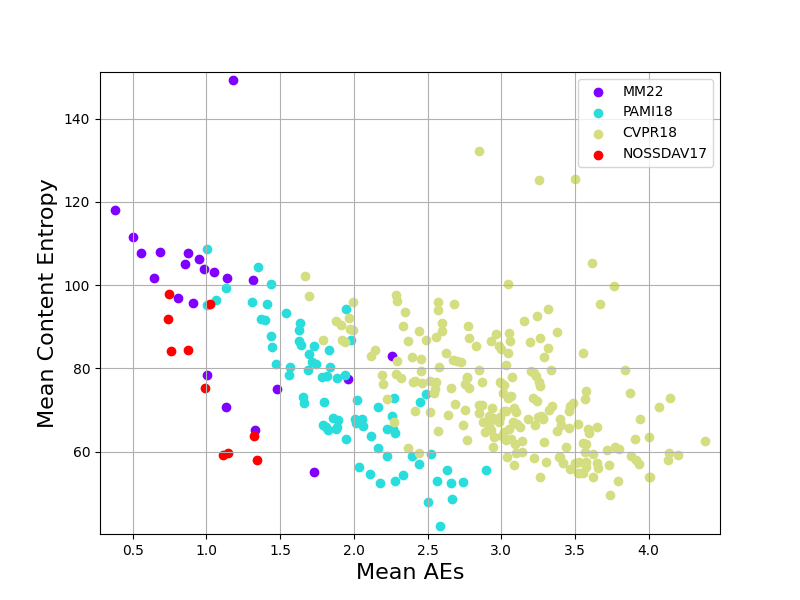 MM22
PAMI18
CVPR18
NOSSDAV17
140
120
100
80
60
Mean Content Entropy
0.5 1.0 1.5 2.0 2.5 3.0 3.5 4.0
Mean AEs